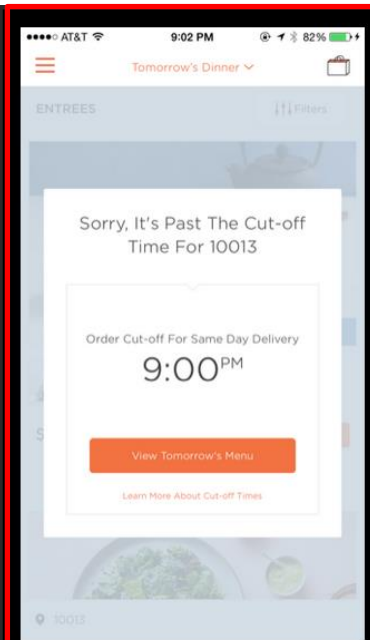 AT&T 9:02 PM 82%
Tomorrow's Dinner
ENTREES Filters
Sorry, It's Past The Cut-off
Time For 10013
Order Cut-off For Same Day Delivery
9:00PM
View Tomorrow's Menu
Learn More About Cut-off Times
10013